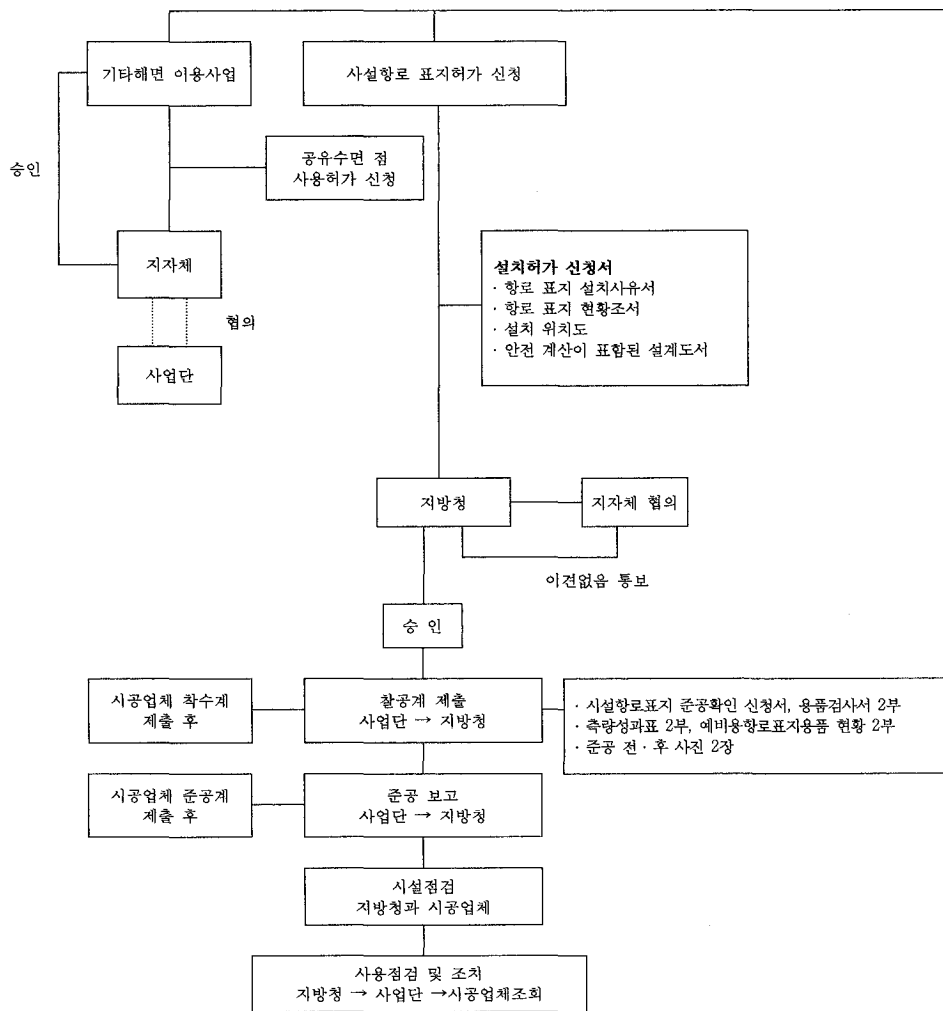 기타해면 이용사업
사설항로 표지허가 신청
승인
공유수면 점
사용허가 신청
지자체
협의
사업단
설치허가 신청서
· 항로 표지 설치사유서
· 항로 표지 현황조서
· 설치 위치도
· 안전 계산이 표함된 설계도서
지방청
지자체 협의
이견없음 통보
승 인
시공업체 착수계
제출 후
찰공계 제출
사업단 → 지방청
· 시설항로표지 준공확인 신청서, 용품검사서 2부
· 측량성과표 2부, 예비용항로표지용품 현황 2부
· 준공 전 · 후 사진 2장
시공업체 준공계
제출 후
준공 보고
사업단 → 지방청
시설점검
지방청과 시공업체
사용점검 및 조치
지방청 → 사업단 →시공업체조회